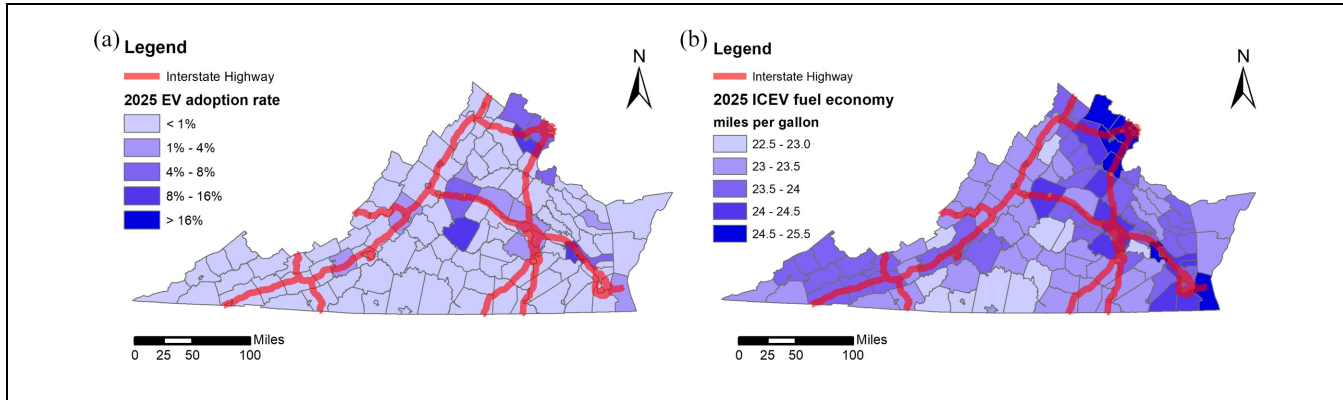 (a) Legend
Interstate Highway
2025 EV adoption rate
< 1%
1% - 4%
4% - 8%
8% - 16%
> 16%
N
Miles
0 25 50 100
(b) Legend
Interstate Highway
2025 ICEV fuel economy
miles per gallon
22.5 - 23.0
23 - 23.5
23.5 - 24
24 - 24.5
24.5 - 25.5
N
Miles
0 25 50 100